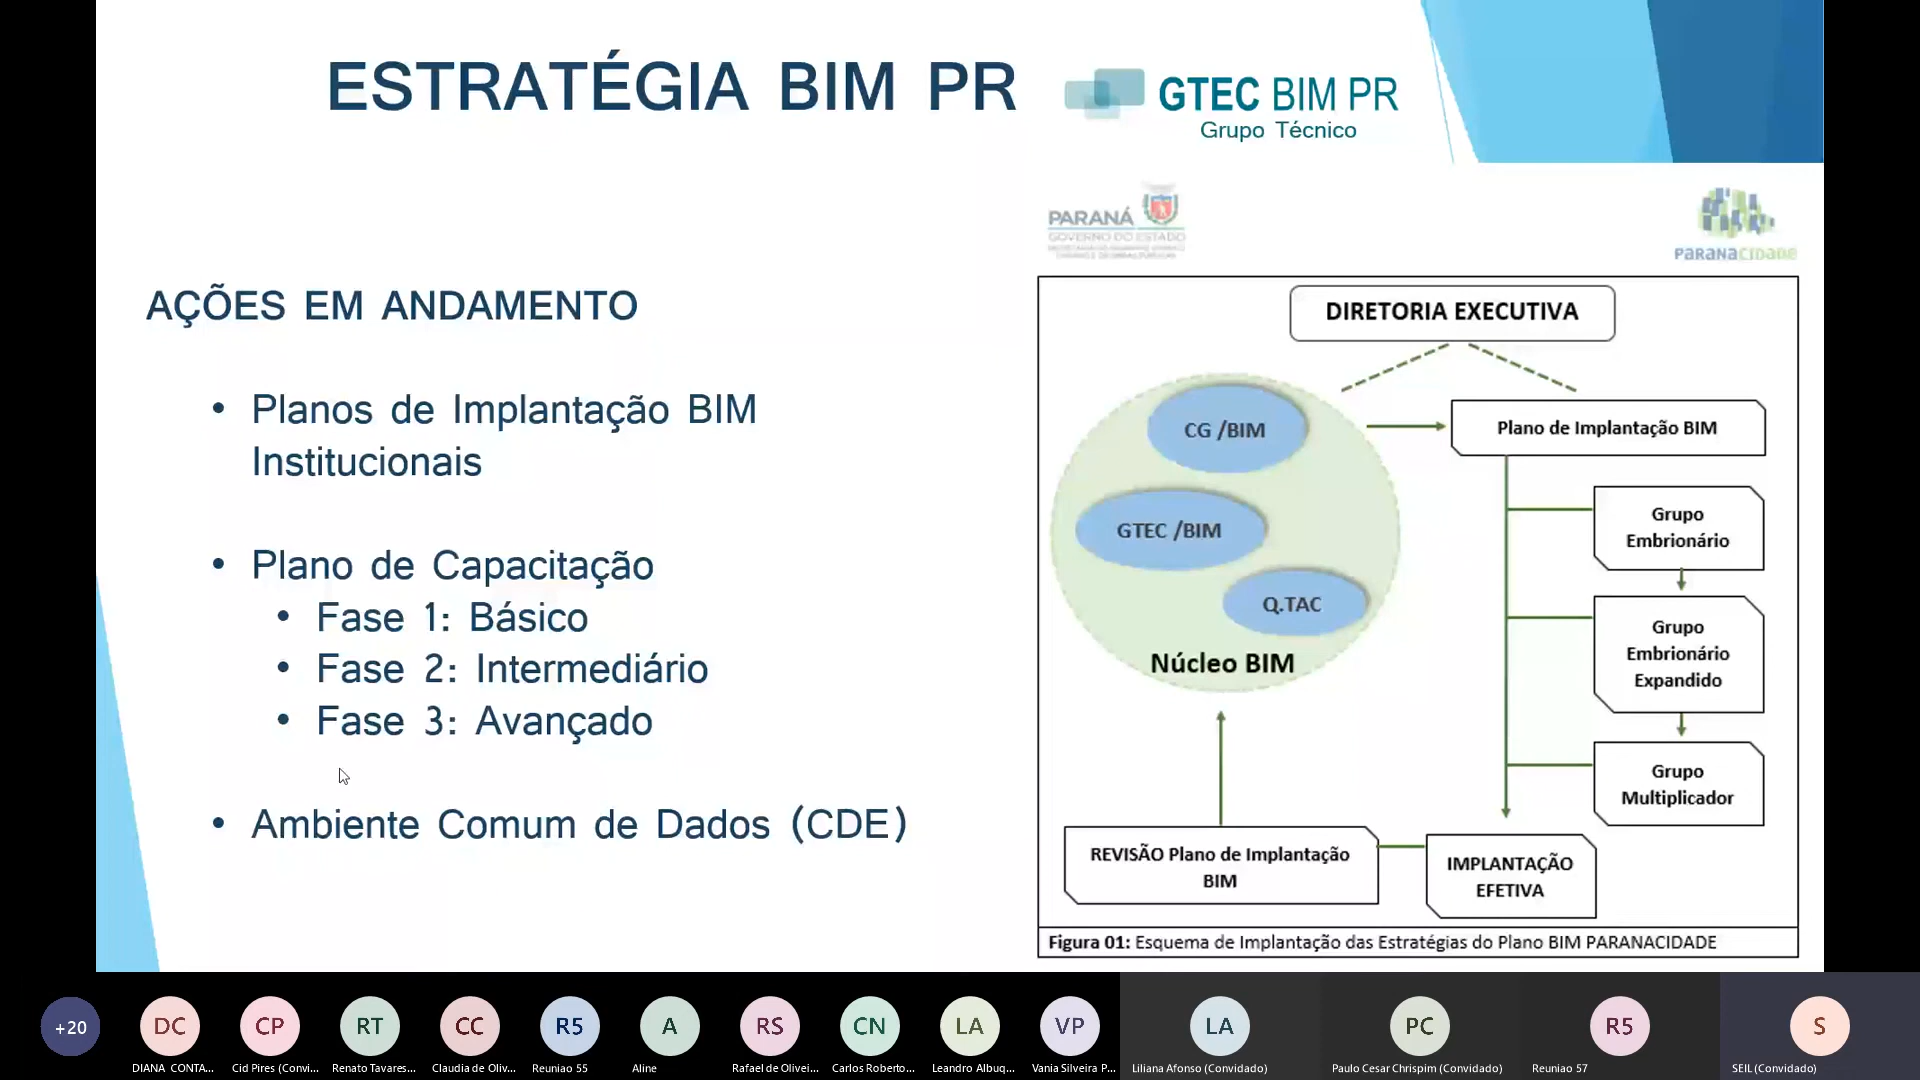 ESTRATÉGIA BIM PR
GTEC BIM PR
Grupo Técnico
PARANÁ
GOVERNO DO ESTADO
PARANACIDADE
AÇÕES EM ANDAMENTO
• Planos de Implantação BIM
Institucionais
• Plano de Capacitação
• Fase 1: Básico
• Fase 2: Intermediário
• Fase 3: Avançado
• Ambiente Comum de Dados (CDE)
DIRETORIA EXECUTIVA
CG /BIM
GTEC /BIM
Q.TAC
Núcleo BIM
Plano de Implantação BIM
Grupo
Embrionário
Grupo
Embrionário
Expandido
Grupo
Multiplicador
REVISÃO Plano de Implantação
BIM
IMPLANTAÇÃO
EFETIVA
Figura 01: Esquema de Implantação das Estratégias do Plano BIM PARANACIDADE
+20
DC
CP
RT
CC
R5
A
RS
CN
LA
VP
LA
PC
R5
S
DIANA CONTA...
Cid Pires (Convi...
Renato Tavares...
Claudia de Oliv...
Reuniao 55
Aline
Rafael de Olivei...
Carlos Roberto...
Leandro Albuq...
Vania Silveira P...
Liliana Afonso (Convidado)
Paulo Cesar Chrispim (Convidado)
Reuniao 57
SEIL (Convidado)